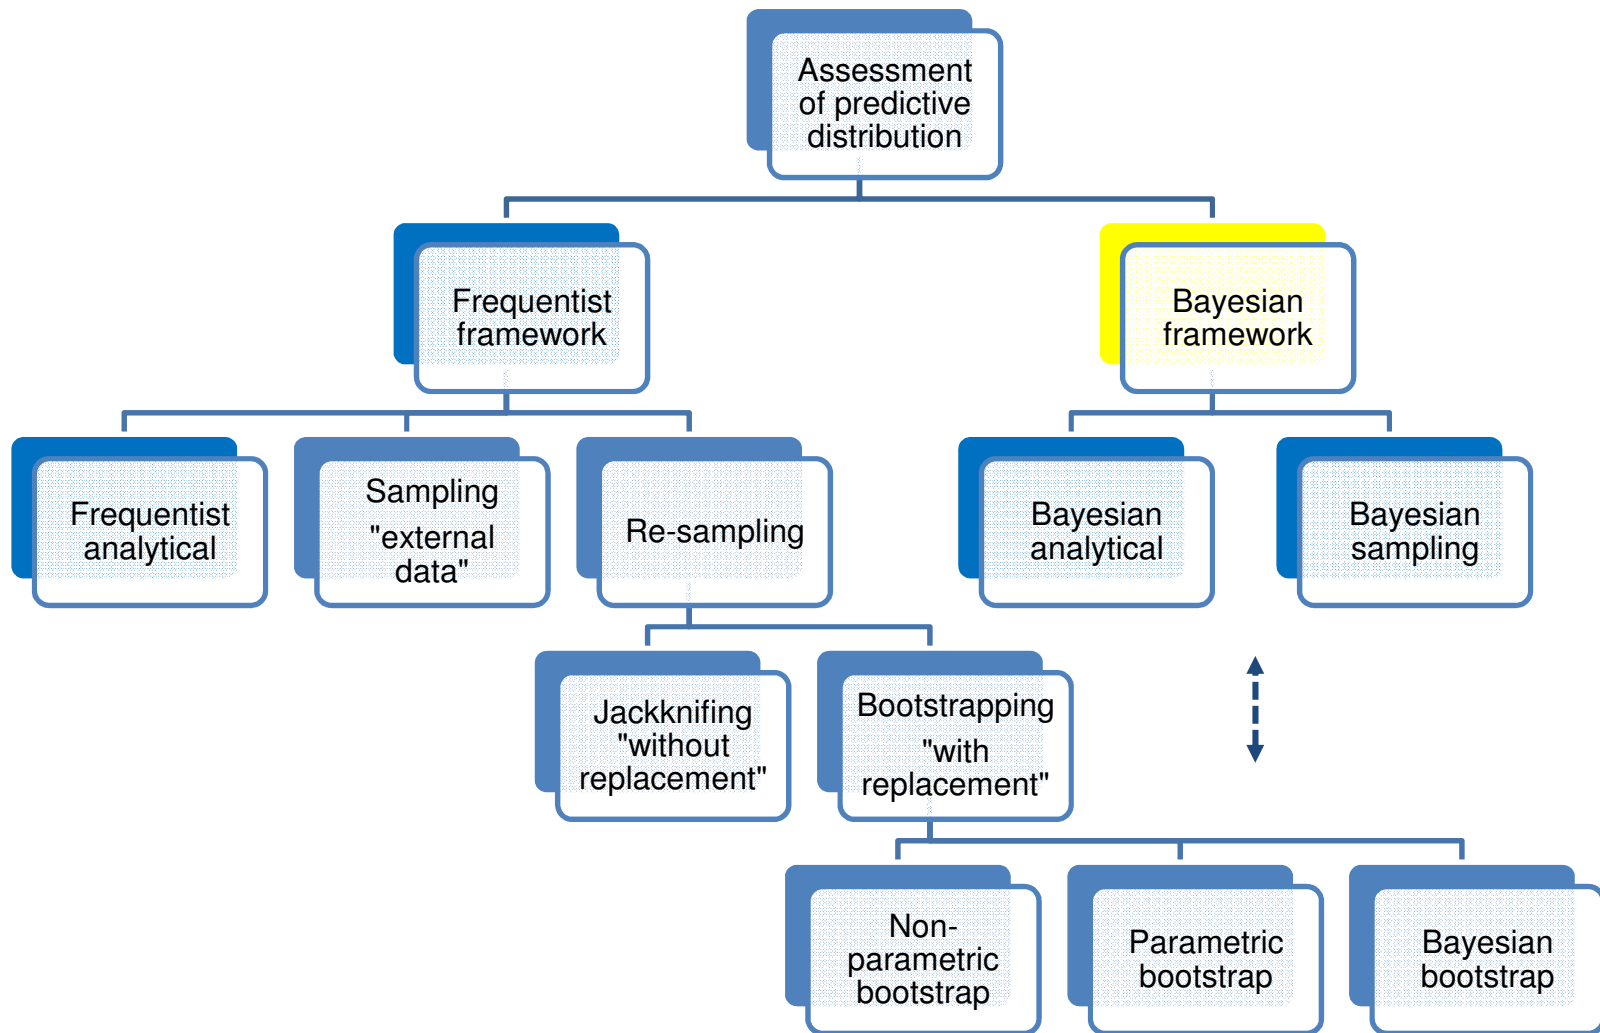 Assessment
of predictive
distribution
Frequentist
framework
Bayesian
framework
Frequentist
analytical
Sampling
"external
data"
Re-sampling
Bayesian
analytical
Bayesian
sampling
Jackknifing
"without
replacement"
Bootstrapping
"with
replacement"
Non-
parametric
bootstrap
Parametric
bootstrap
Bayesian
bootstrap